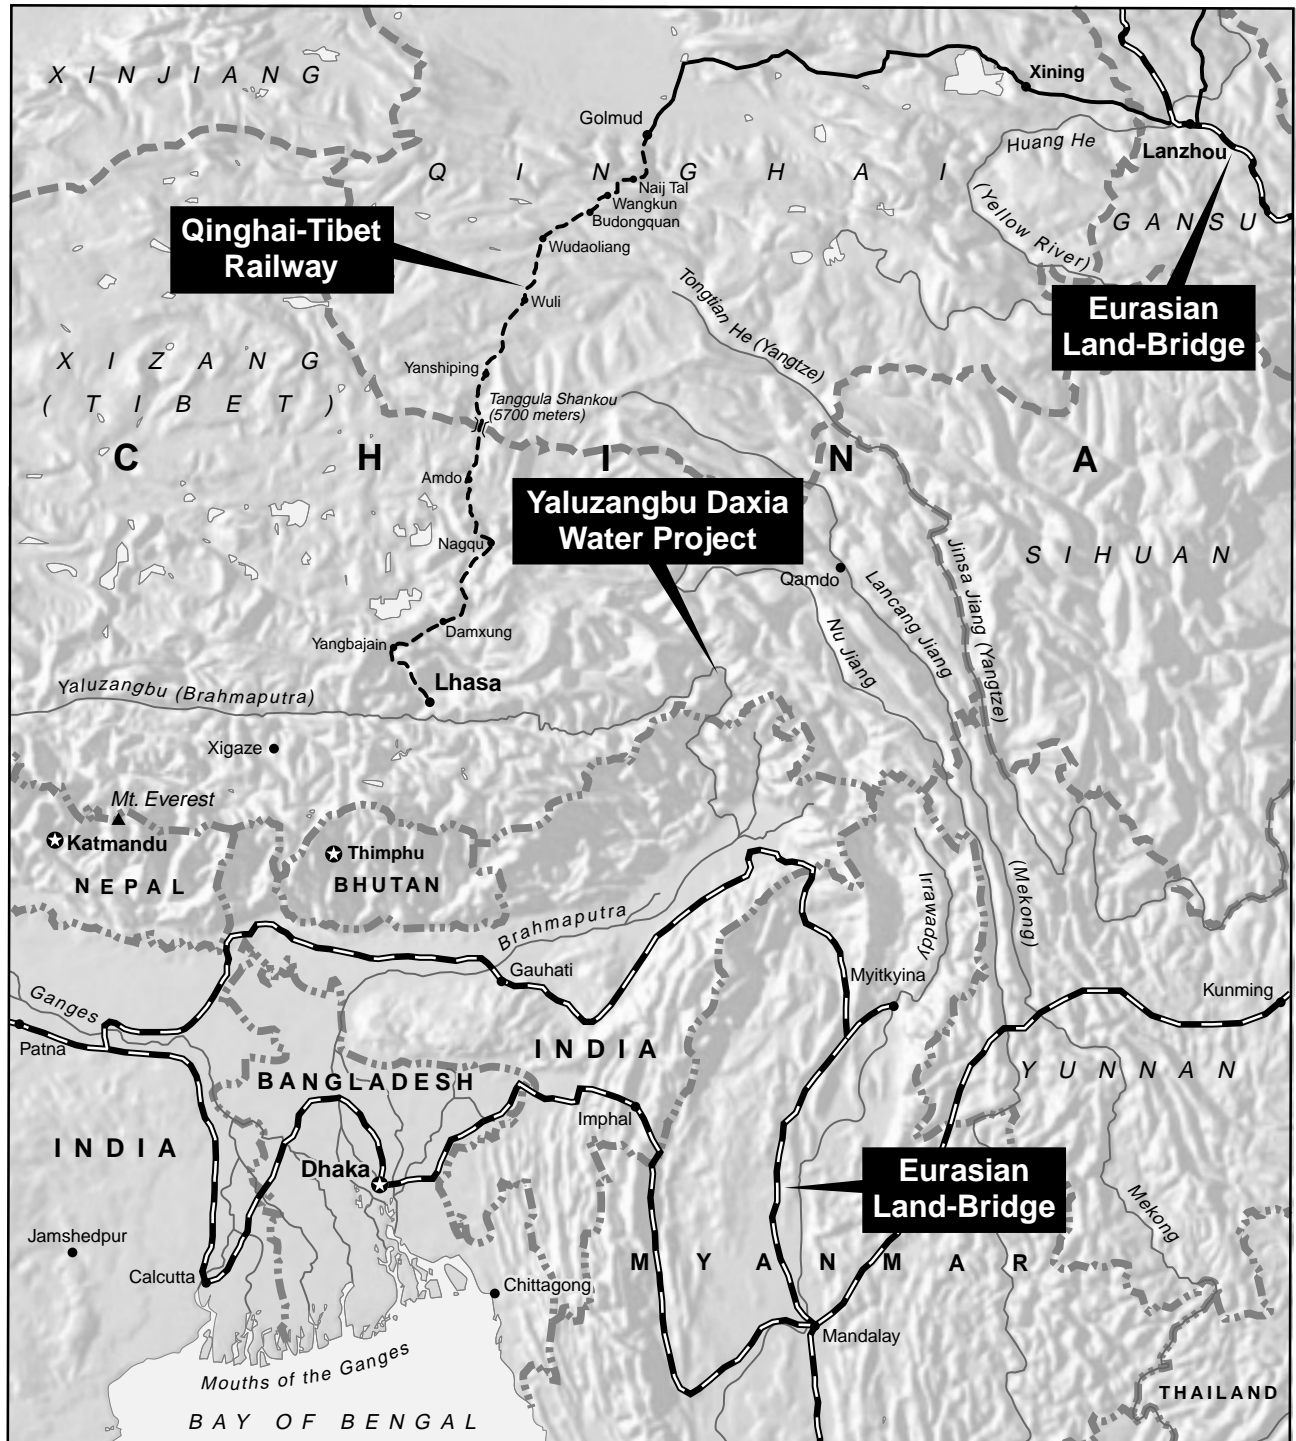 XINJIANG
Xining
Golmud
Huang He
Lanzhou
QINGHAI
Naij Tal
Wangkun
Budongquan
(Yellow River)
GANSU
Qinghai-Tibet
Railway
Wudaoliang
Tongtian He (Yangtze)
Wuli
Eurasian
Land-Bridge
XIZANG
(TIBET)
Yanshiping
Tanggula Shankou
(5700 meters)
CHINA
Amdo
Yaluzangbu Daxia
Water Project
Nagqu
Jinsa Jiang (Yangtze)
SIHUAN
Qamdo
Lancang Jiang
Nu Jiang
Damxung
Yangbajain
Lhasa
Yaluzangbu (Brahmaputra)
Xigaze
Mt. Everest
Katmandu
Thimphu
NEPAL
BHUTAN
Irrawaddy
(Mekong)
Brahmaputra
Gauhati
Myitkyina
Kunming
Ganges
Patna
INDIA
BANGLADESH
YUNNAN
Imphal
INDIA
Dhaka
Eurasian
Land-Bridge
Mekong
Jamshedpur
Calcutta
Chittagong
MYANMAR
Mandalay
Mouths of the Ganges
BAY OF BENGAL
THAILAND